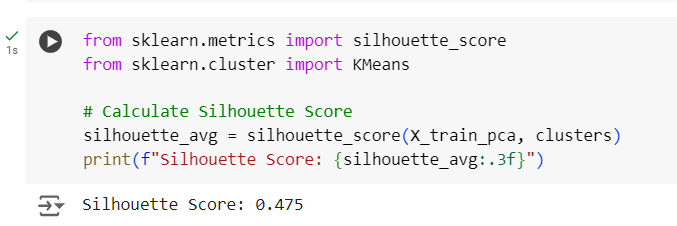 1s
from sklearn.metrics import silhouette_score
from sklearn.cluster import KMeans
# Calculate Silhouette Score
silhouette_avg = silhouette_score(X_train_pca, clusters)
print(f"Silhouette Score: {silhouette_avg:.3f}")
Silhouette Score: 0.475